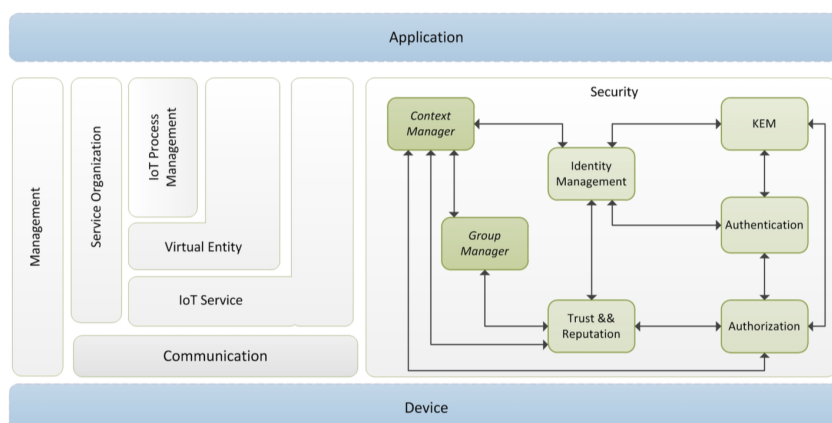 Application
Management
Service Organization
IoT Process
Management
Virtual Entity
IoT Service
Communication
Security
Context
Manager
KEM
Identity
Management
Group
Manager
Authentication
Trust &&
Reputation
Authorization
Device